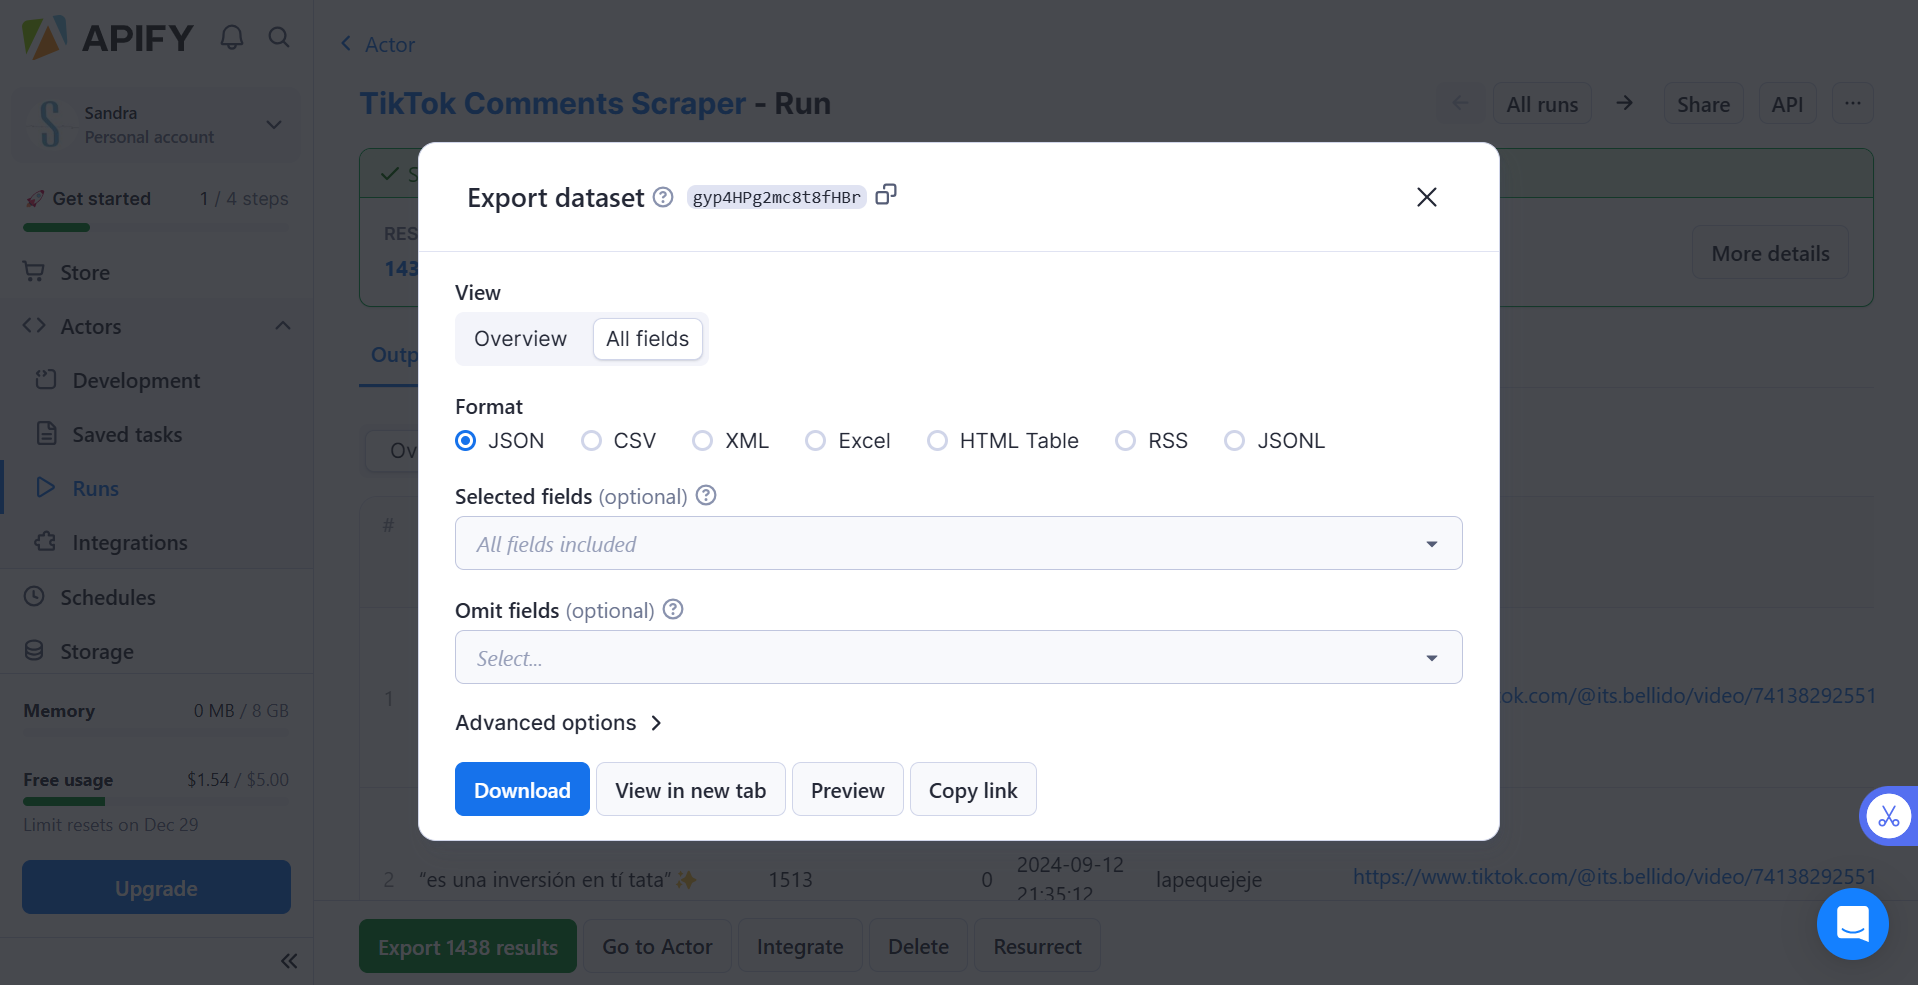 APIFY
Sandra
Personal account
Get started 1 / 4 steps
Store
Actors
Development
Saved tasks
Runs
Integrations
Schedules
Storage
Memory 0 MB / 8 GB
Free usage $1.54 / $5.00
Limit resets on Dec 29
Upgrade
Actor
TikTok Comments Scraper - Run
All runs
Share
API
More details
Export dataset gyp4HPg2mc8t8fHBr
View
Overview All fields
Format
JSON CSV XML Excel HTML Table RSS JSONL
Selected fields (optional)
All fields included
Omit fields (optional)
Select...
Advanced options
Download View in new tab Preview Copy link
#
1 ok.com/@its.bellido/video/74138292551
2 “es una inversión en tí tata”✨ 1513 0 2024-09-12 lapequejeje https://www.tiktok.com/@its.bellido/video/74138292551
21:35:12
Export 1438 results Go to Actor Integrate Delete Resurrect